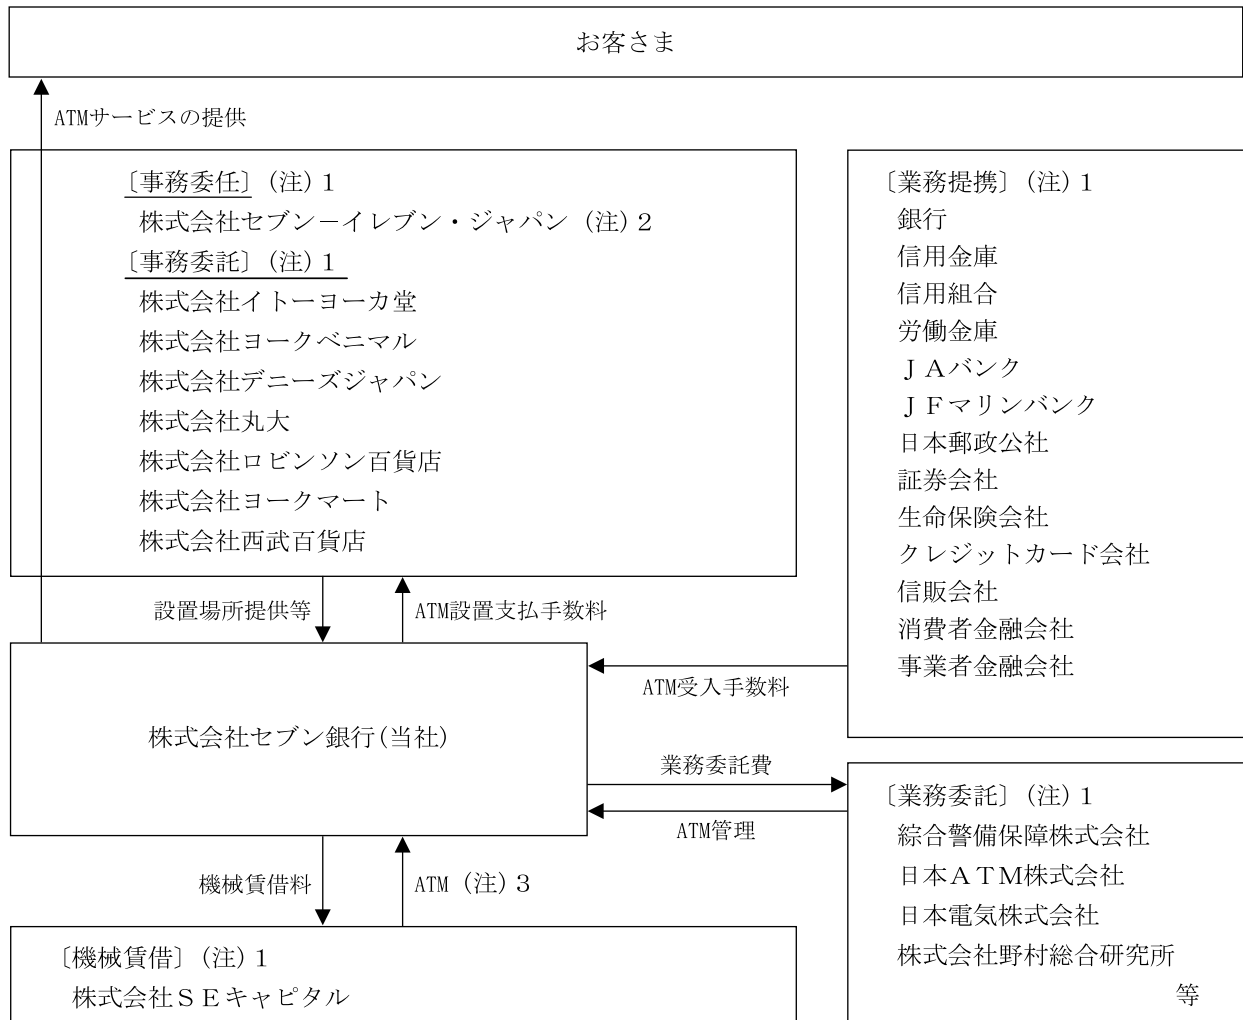 お客さま
ATMサービスの提供
〔事務委任〕(注)1
株式会社セブン-イレブン・ジャパン (注)2
〔事務委託〕(注)1
株式会社イトーヨーカ堂
株式会社ヨークベニマル
株式会社デニーズジャパン
株式会社丸大
株式会社ロビンソン百貨店
株式会社ヨークマート
株式会社西武百貨店
〔業務提携〕(注)1
銀行
信用金庫
信用組合
労働金庫
JAバンク
JFマリンバンク
日本郵政公社
証券会社
生命保険会社
クレジットカード会社
信販会社
消費者金融会社
事業者金融会社
設置場所提供等
ATM設置支払手数料
ATM受入手数料
株式会社セブン銀行(当社)
業務委託費
ATM管理
〔業務委託〕(注)1
綜合警備保障株式会社
日本ATM株式会社
日本電気株式会社
株式会社野村総合研究所
等
機械賃借料
ATM (注)3
〔機械賃借〕(注)1
株式会社SEキャピタル